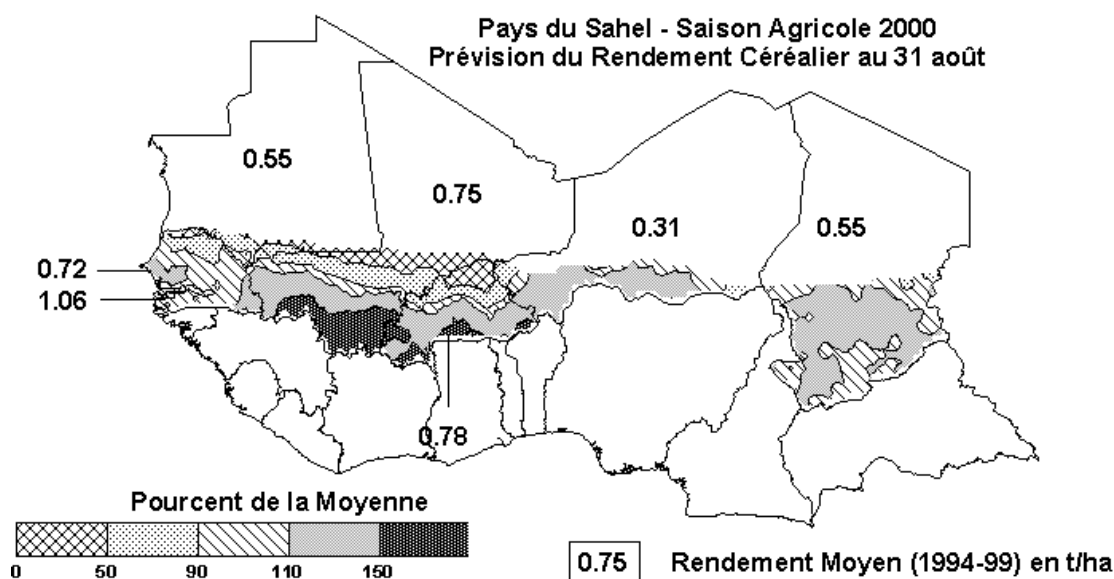 Pays du Sahel - Saison Agricole 2000
Prévision du Rendement Céréalier au 31 août
0.55
0.75
0.31
0.55
0.72
1.06
0.78
Pourcent de la Moyenne
0 50 90 110 150
0.75 Rendement Moyen (1994-99) en t/ha